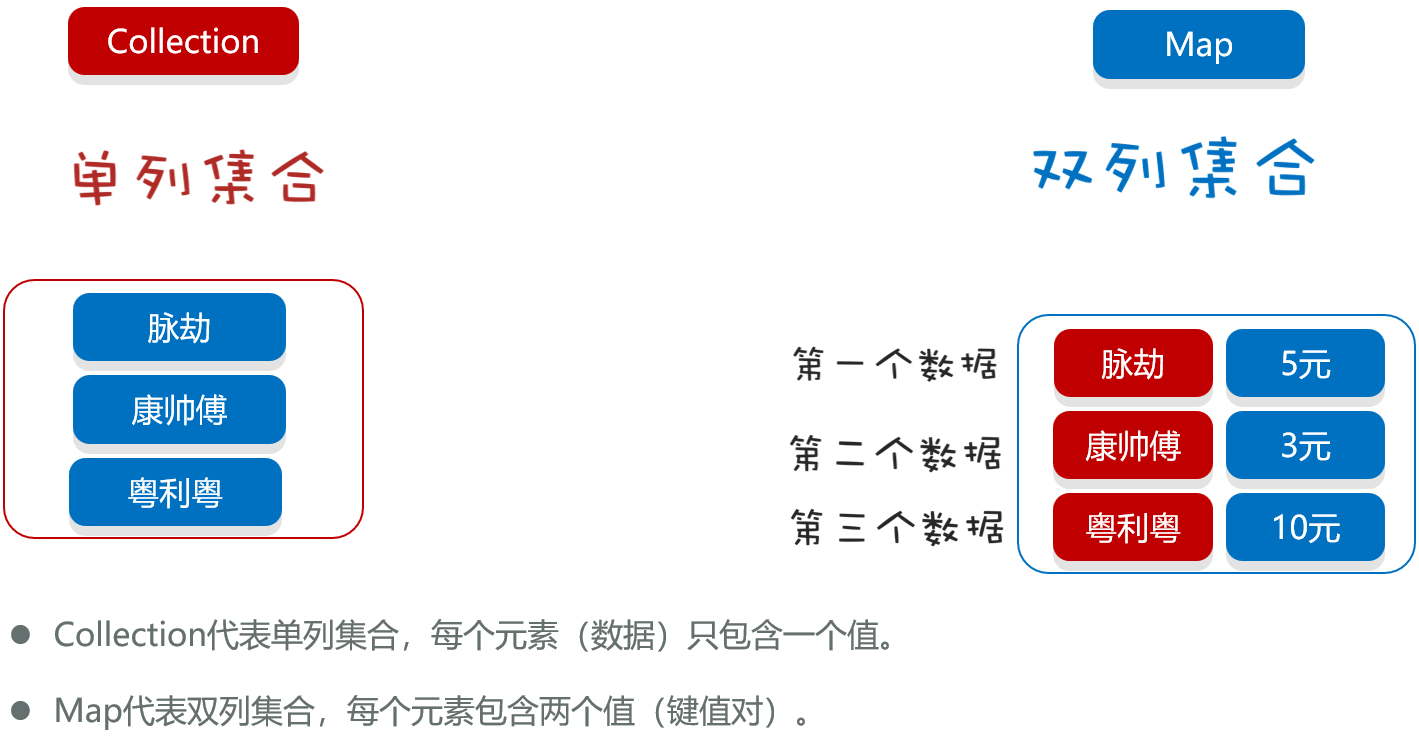 Collection
Map
单列集合
双列集合
脉劫
康帅傅
粤利粤
第一个数据 脉劫 5元
第二个数据 康帅傅 3元
第三个数据 粤利粤 10元
Collection代表单列集合，每个元素（数据）只包含一个值。
Map代表双列集合，每个元素包含两个值（键值对）。